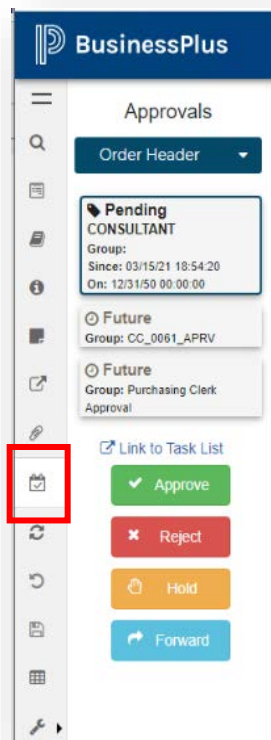 BusinessPlus
Approvals
Order Header
Pending
CONSULTANT
Group:
Since: 03/15/21 18:54:20
On: 12/31/50 00:00:00
Future
Group: CC_0061_APRV
Future
Group: Purchasing Clerk
Approval
Link to Task List
Approve
Reject
Hold
Forward